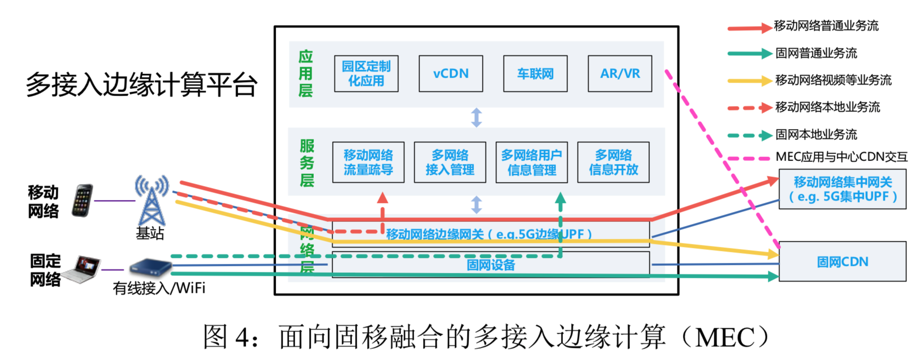 多接入边缘计算平台
应用层
园区定制
化应用
vCDN
车联网
AR/VR
服务层
移动网络
流量疏导
多网络
接入管理
多网络用户
信息管理
多网络
信息开放
网络层
移动网络边缘网关（e.g.5G边缘UPF）
固网设备
移动
网络
基站
固定
网络
有线接入/WiFi
移动网络普通业务流
固网普通业务流
移动网络视频等业务流
移动网络本地业务流
固网本地业务流
MEC应用与中心CDN交互
移动网络集中网关
（e.g. 5G集中UPF）
固网CDN
图 4：面向固移融合的多接入边缘计算（MEC）